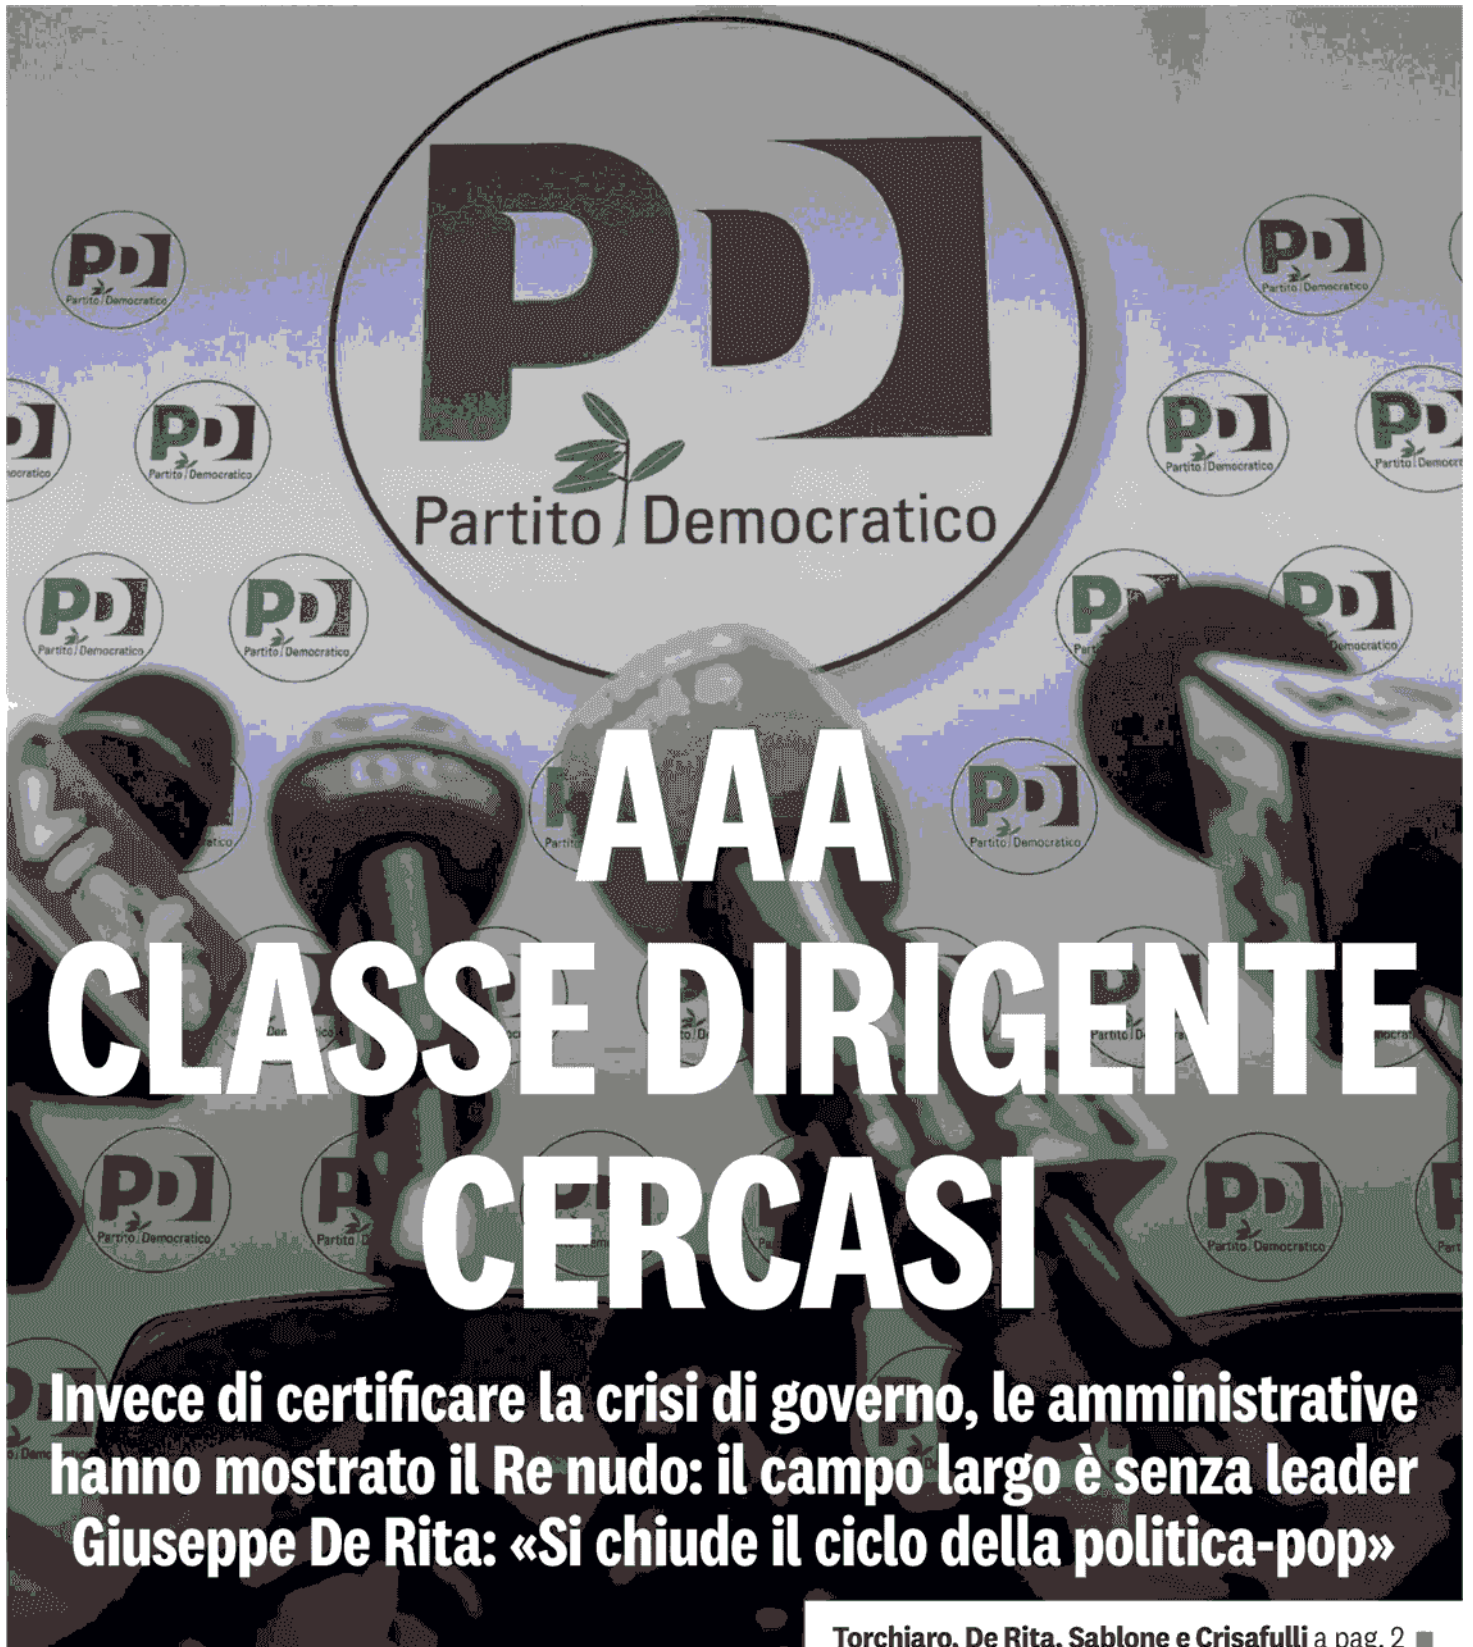 PD
Partito Democratico
AAA
CLASSE DIRIGENTE
CERCASI
Invece di certificare la crisi di governo, le amministrative
hanno mostrato il Re nudo: il campo largo è senza leader
Giuseppe De Rita: «Si chiude il ciclo della politica-pop»
Torchiaro, De Rita, Sablone e Crisafulli a pag. 2